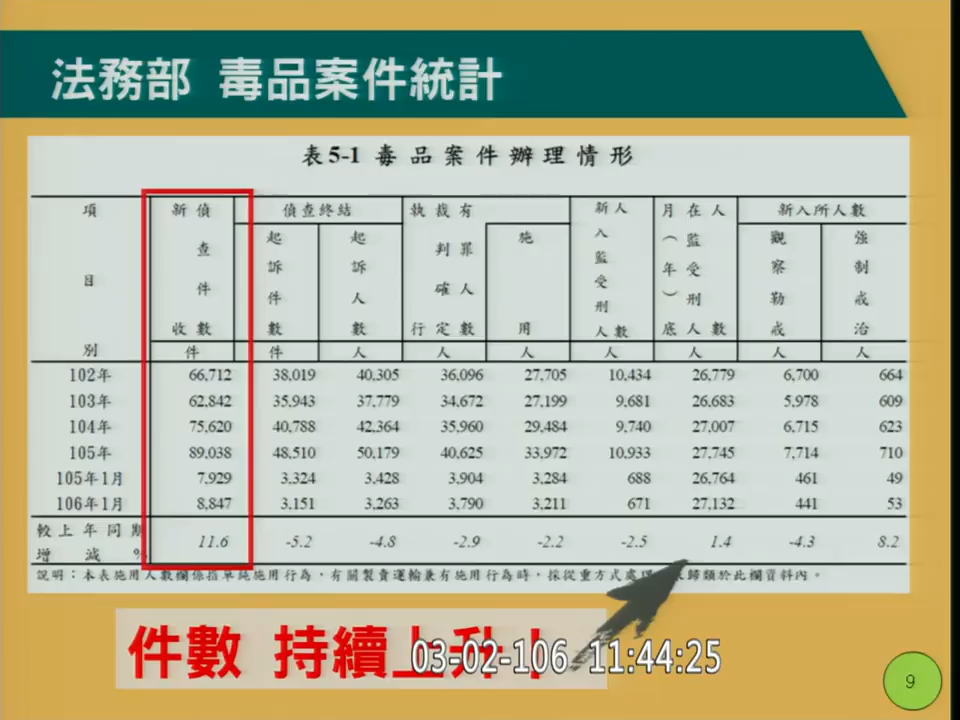 法務部 毒品案件統計
表 5-1 毒品案件辦理情形
項目別 新收偵查件數 偵查終結 執行裁判確定有罪人數 新入監受刑人人數 在監受刑人人數(月(年)底) 新入所人數
起訴件數 起訴人數 施用 觀察勒戒 強制戒治
件 件 人 人 人 人 人 人 人
102年 66,712 38,019 40,305 36,096 27,705 10,434 26,779 6,700 664
103年 62,842 35,943 37,779 34,672 27,199 9,681 26,683 5,978 609
104年 75,620 40,788 42,364 35,960 29,484 9,740 27,007 6,715 623
105年 89,038 48,510 50,179 40,625 33,972 10,933 27,745 7,714 710
105年1月 7,929 3,324 3,428 3,904 3,284 688 26,764 461 49
106年1月 8,847 3,151 3,263 3,790 3,211 671 27,132 441 53
較上年同期增減% 11.6 -5.2 -4.8 -2.9 -2.2 -2.5 1.4 -4.3 8.2
說明：本表施用人數欄係指單純施用行為，有關製賣運輸兼有施用行為時，採從重方式處理 歸類於此欄資料內。
件數 持續上升！
03-02-106 11:44:25
9